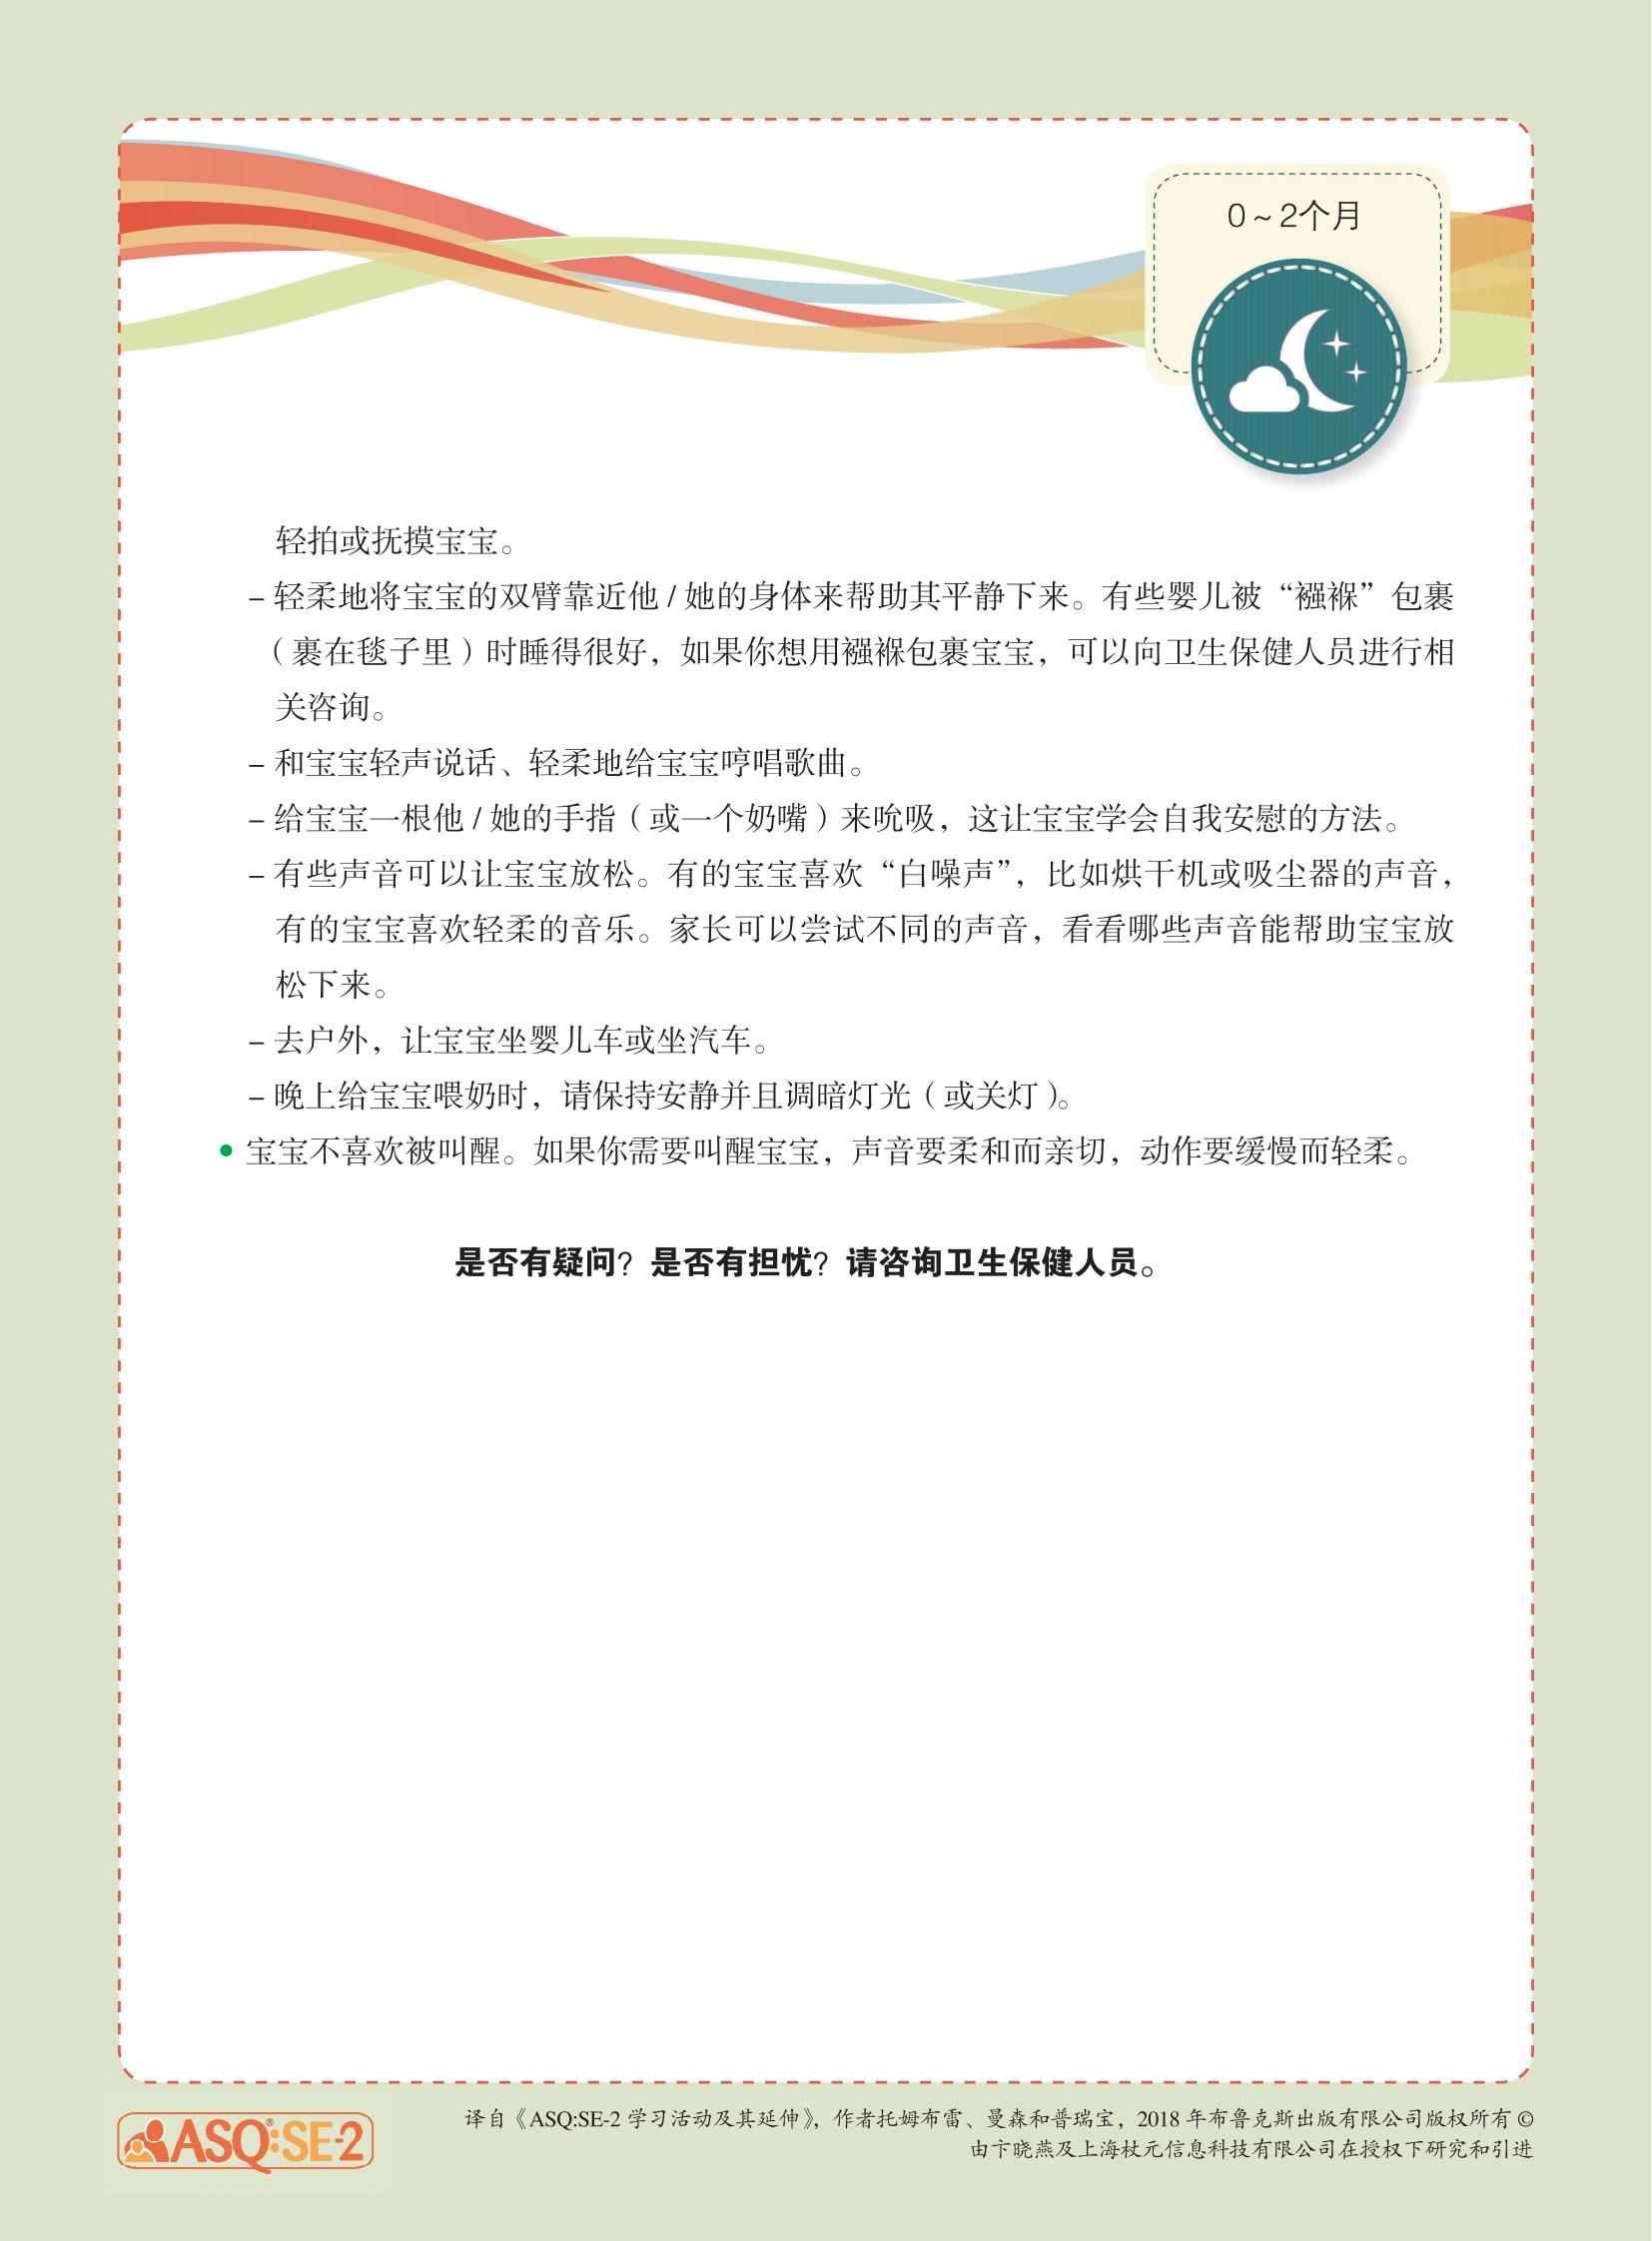 0～2个月
轻拍或抚摸宝宝。
– 轻柔地将宝宝的双臂靠近他 / 她的身体来帮助其平静下来。有些婴儿被“襁褓”包裹
（裹在毯子里）时睡得很好，如果你想用襁褓包裹宝宝，可以向卫生保健人员进行相
关咨询。
– 和宝宝轻声说话、轻柔地给宝宝哼唱歌曲。
– 给宝宝一根他 / 她的手指（或一个奶嘴）来吮吸，这让宝宝学会自我安慰的方法。
– 有些声音可以让宝宝放松。有的宝宝喜欢“白噪声”，比如烘干机或吸尘器的声音，
有的宝宝喜欢轻柔的音乐。家长可以尝试不同的声音，看看哪些声音能帮助宝宝放
松下来。
– 去户外，让宝宝坐婴儿车或坐汽车。
– 晚上给宝宝喂奶时，请保持安静并且调暗灯光（或关灯）。
• 宝宝不喜欢被叫醒。如果你需要叫醒宝宝，声音要柔和而亲切，动作要缓慢而轻柔。
是否有疑问？是否有担忧？请咨询卫生保健人员。
ASQ®:SE-2
译自《ASQ:SE-2 学习活动及其延伸》，作者托姆布雷、曼森和普瑞宝，2018 年布鲁克斯出版有限公司版权所有 ©
由卞晓燕及上海杖元信息科技有限公司在授权下研究和引进